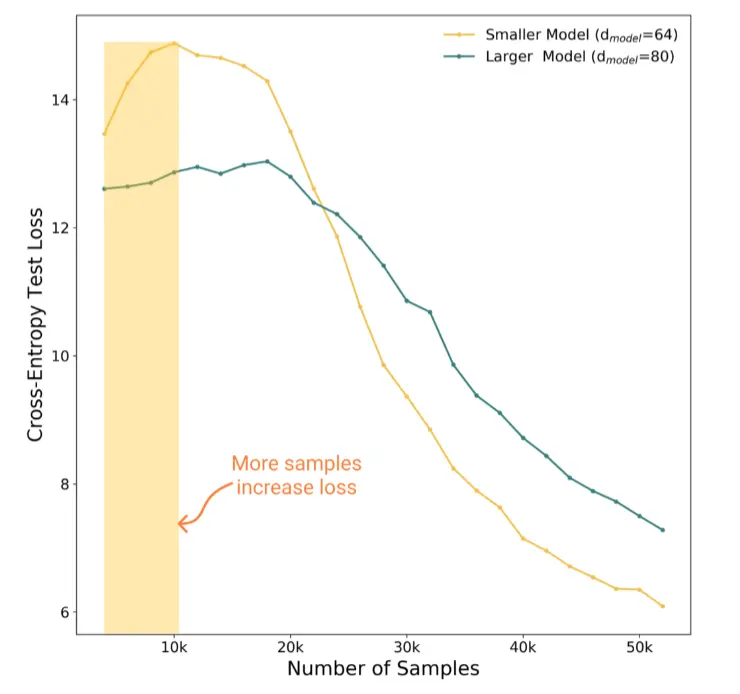 Smaller Model (d_model=64)
Larger Model (d_model=80)
14
12
10
8
6
Cross-Entropy Test Loss
More samples
increase loss
10k 20k 30k 40k 50k
Number of Samples